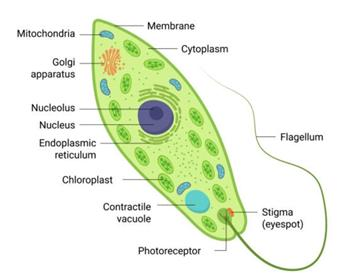 Membrane
Mitochondria
Cytoplasm
Golgi
apparatus
Nucleolus
Nucleus
Endoplasmic
reticulum
Flagellum
Chloroplast
Contractile
vacuole
Stigma
(eyespot)
Photoreceptor